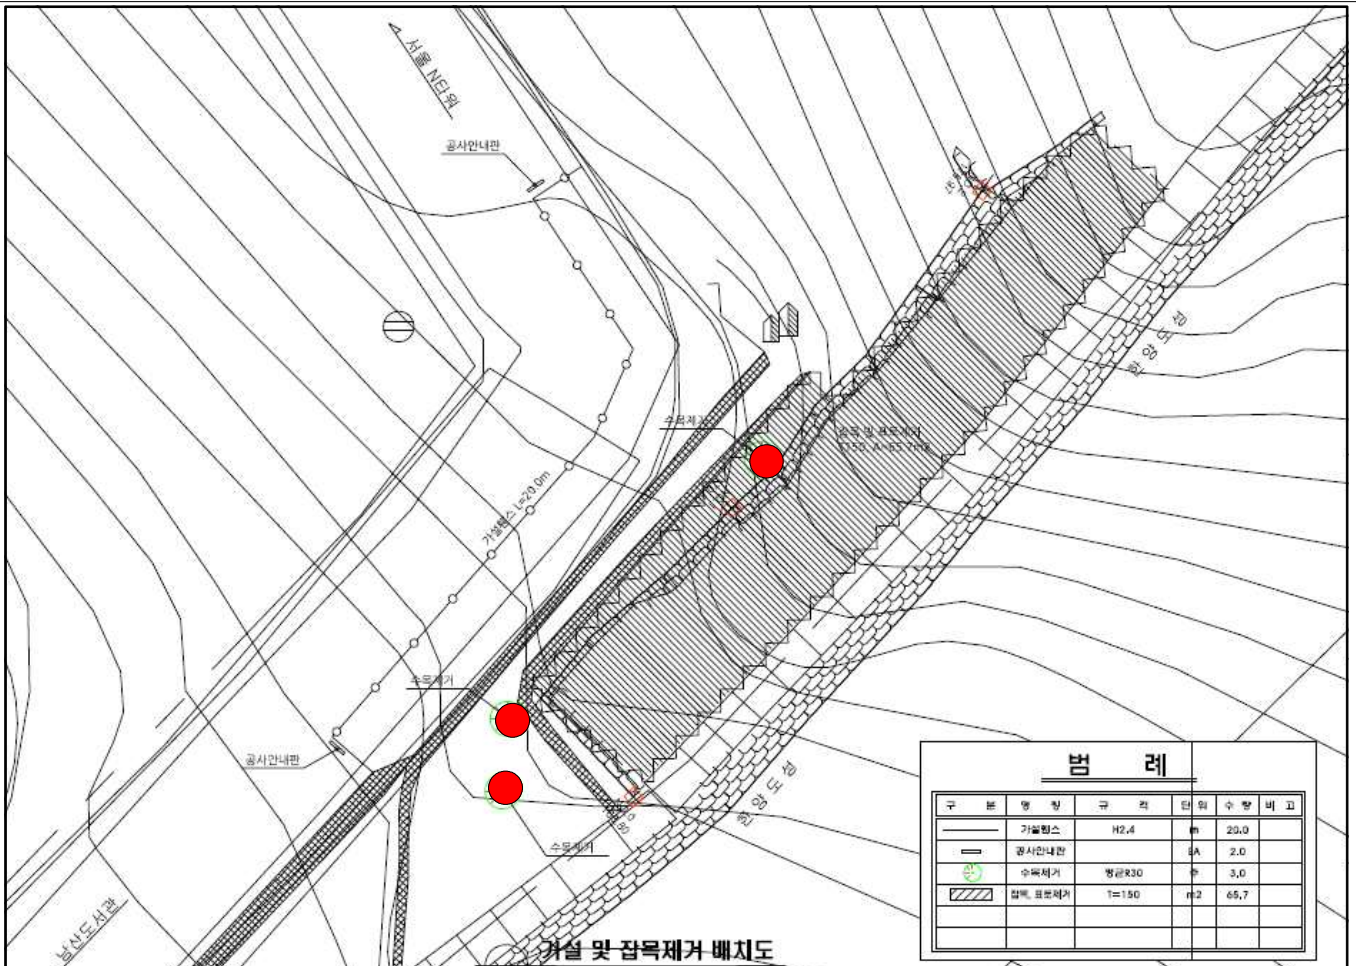 서울 N타워
공사안내판
수목제거
잡목 및 표토제거
가설휀스 L=20.0m
한양도성
수목제거
공사안내판
한양도성
수목제거
남산도서관
가설 및 잡목제거 배치도
범 례
구 분 명 칭 규 격 단위 수량 비고
가설휀스 H2.4 m 20.0
공사안내판 EA 2.0
수목제거 평균R30 주 3.0
잡목, 표토제거 T=150 m2 65.7